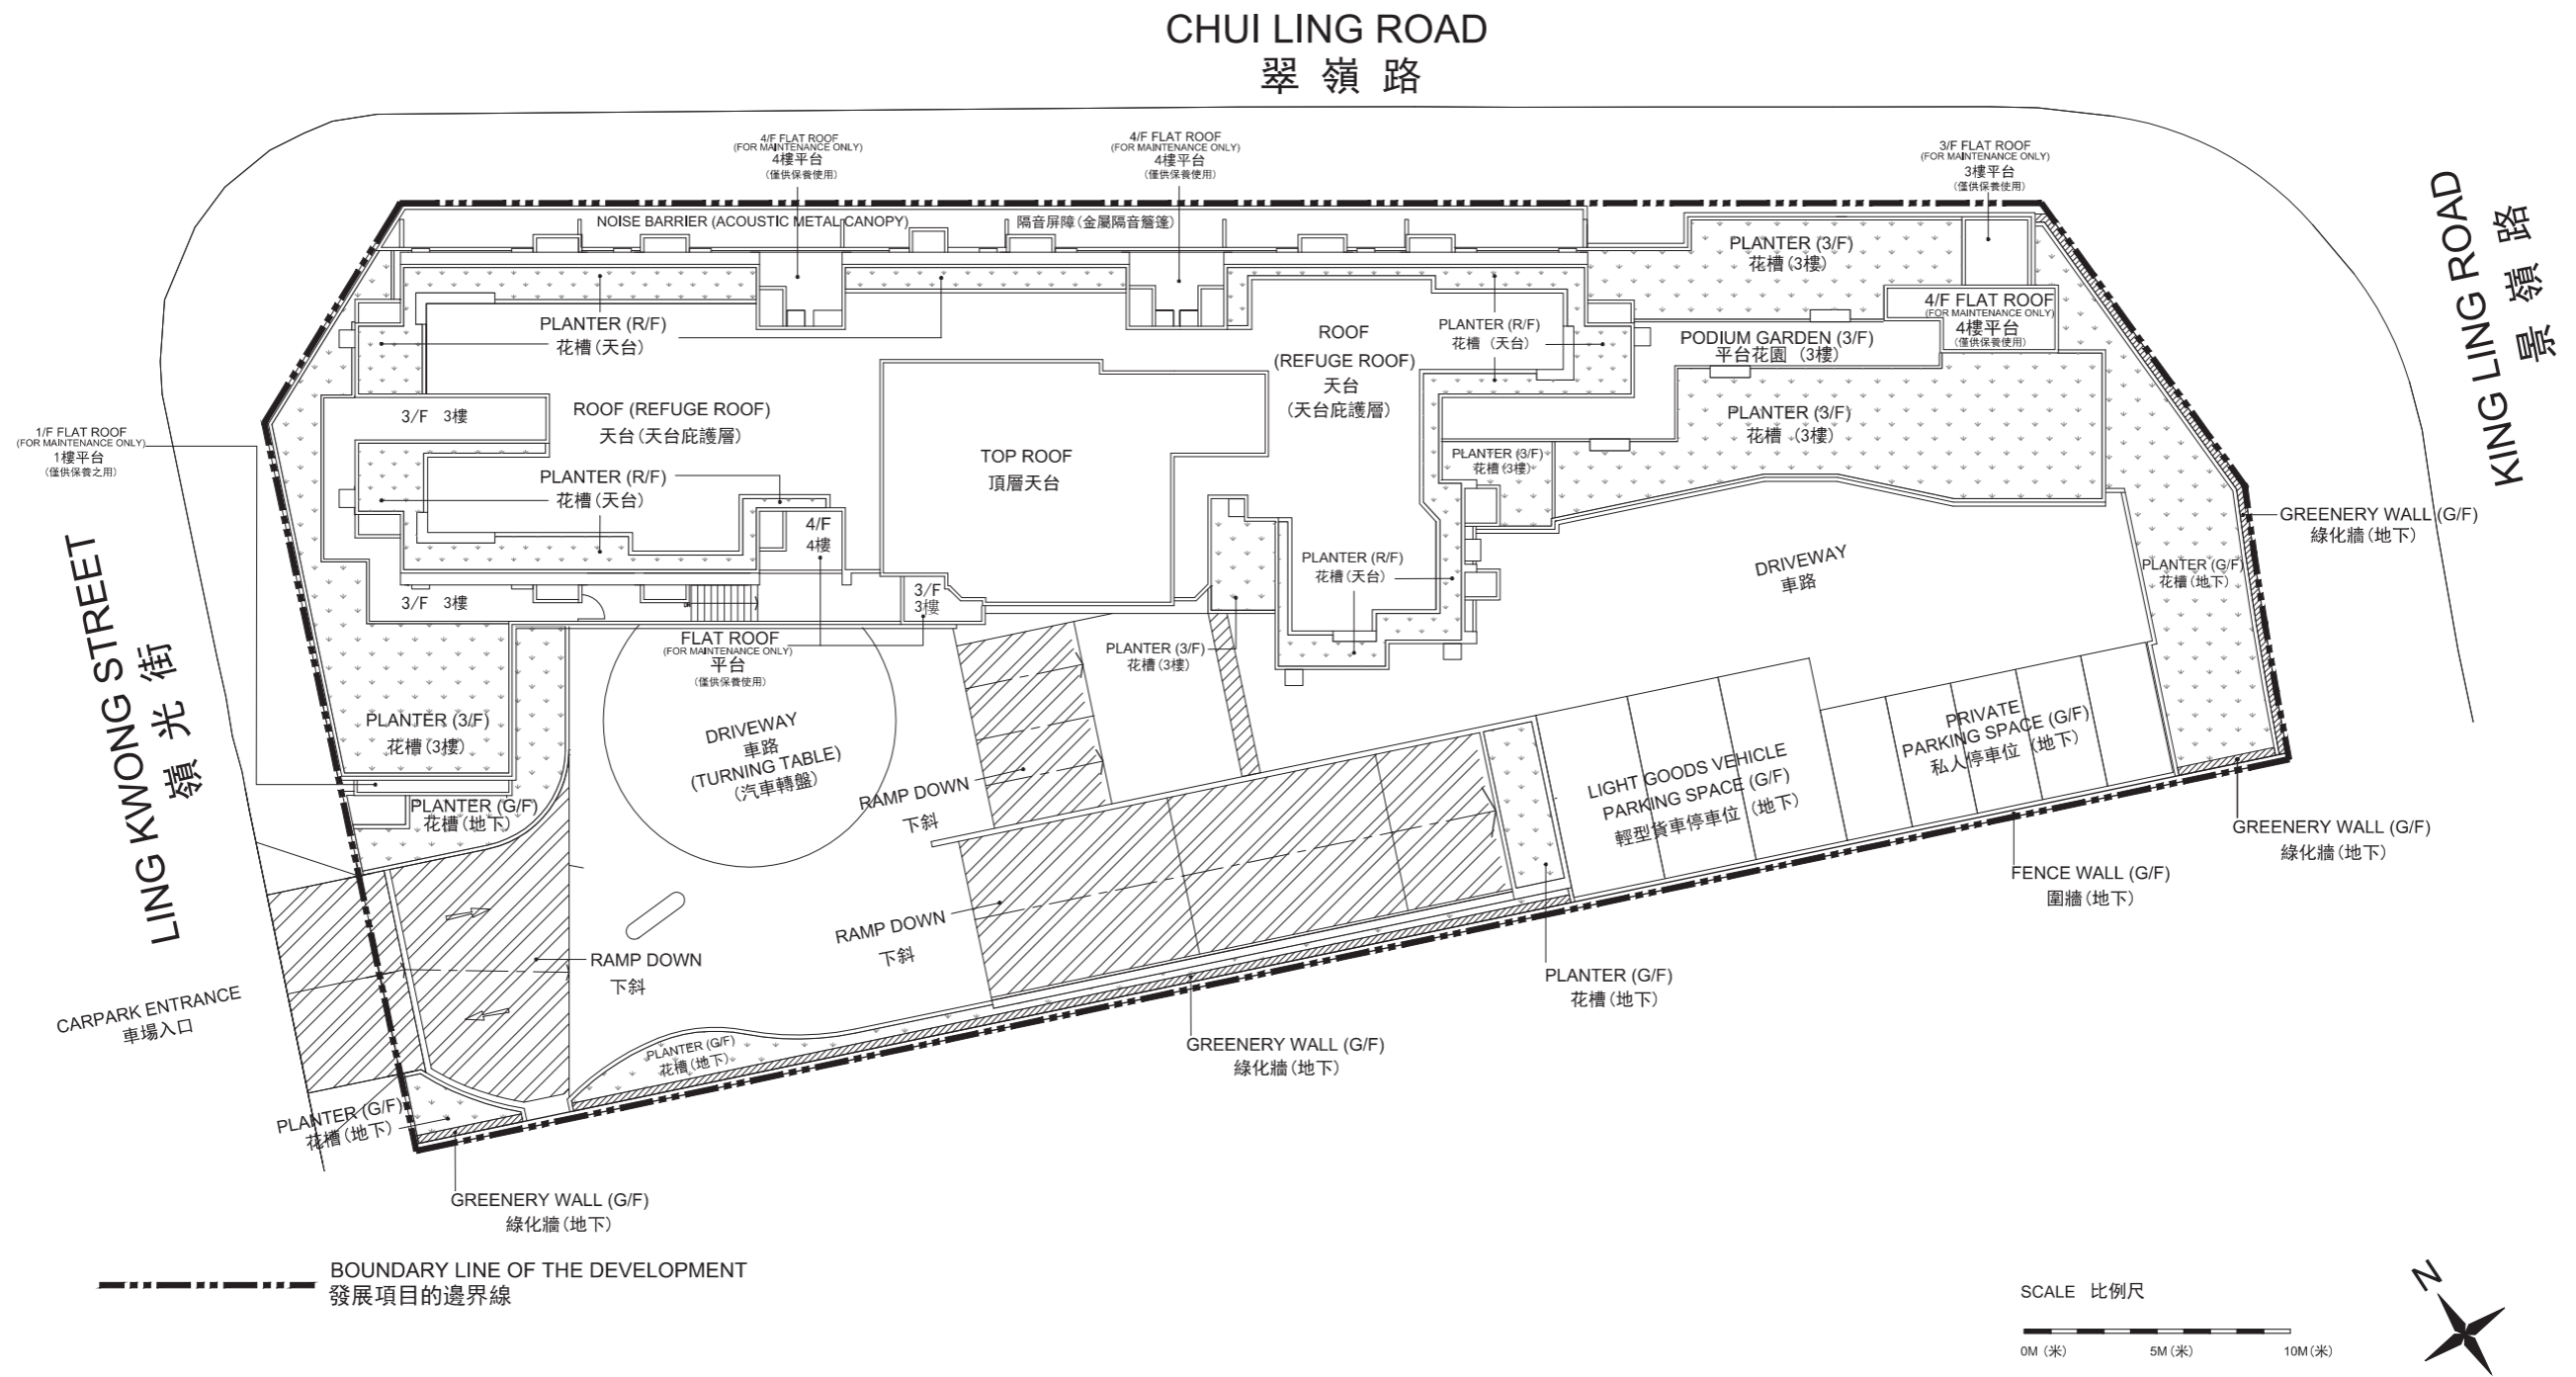 CHUI LING ROAD
翠嶺路
4/F FLAT ROOF
(FOR MAINTENANCE ONLY)
4樓平台
(僅供保養使用)
4/F FLAT ROOF
(FOR MAINTENANCE ONLY)
4樓平台
(僅供保養使用)
3/F FLAT ROOF
(FOR MAINTENANCE ONLY)
3樓平台
(僅供保養使用)
KING LING ROAD
景嶺路
NOISE BARRIER (ACOUSTIC METAL CANOPY)
隔音屏障(金屬隔音簷篷)
PLANTER (3/F)
花槽(3樓)
PLANTER (R/F)
花槽(天台)
ROOF
(REFUGE ROOF)
天台
(天台庇護層)
PLANTER (R/F)
花槽 (天台)
PODIUM GARDEN (3/F)
平台花園 (3樓)
4/F FLAT ROOF
(FOR MAINTENANCE ONLY)
4樓平台
(僅供保養使用)
1/F FLAT ROOF
(FOR MAINTENANCE ONLY)
1樓平台
(僅供保養之用)
3/F 3樓
ROOF (REFUGE ROOF)
天台(天台庇護層)
PLANTER (3/F)
花槽 (3樓)
TOP ROOF
頂層天台
PLANTER (3/F)
花槽(3樓)
PLANTER (R/F)
花槽(天台)
4/F
4樓
GREENERY WALL (G/F)
綠化牆(地下)
PLANTER (R/F)
花槽(天台)
DRIVEWAY
車路
PLANTER (G/F)
花槽(地下)
3/F 3樓
3/F
3樓
LING KWONG STREET
嶺光街
FLAT ROOF
(FOR MAINTENANCE ONLY)
平台
(僅供保養使用)
PLANTER (3/F)
花槽(3樓)
PLANTER (3/F)
花槽(3樓)
DRIVEWAY
車路
(TURNING TABLE)
(汽車轉盤)
PRIVATE
PARKING SPACE (G/F)
私人停車位 (地下)
LIGHT GOODS VEHICLE
PARKING SPACE (G/F)
輕型貨車停車位 (地下)
RAMP DOWN
下斜
PLANTER (G/F)
花槽(地下)
GREENERY WALL (G/F)
綠化牆(地下)
FENCE WALL (G/F)
圍牆(地下)
RAMP DOWN
下斜
RAMP DOWN
下斜
PLANTER (G/F)
花槽(地下)
CARPARK ENTRANCE
車場入口
PLANTER (G/F)
花槽(地下)
GREENERY WALL (G/F)
綠化牆(地下)
PLANTER (G/F)
花槽(地下)
GREENERY WALL (G/F)
綠化牆(地下)
BOUNDARY LINE OF THE DEVELOPMENT
發展項目的邊界線
SCALE 比例尺
0M (米) 5M (米) 10M (米)
N